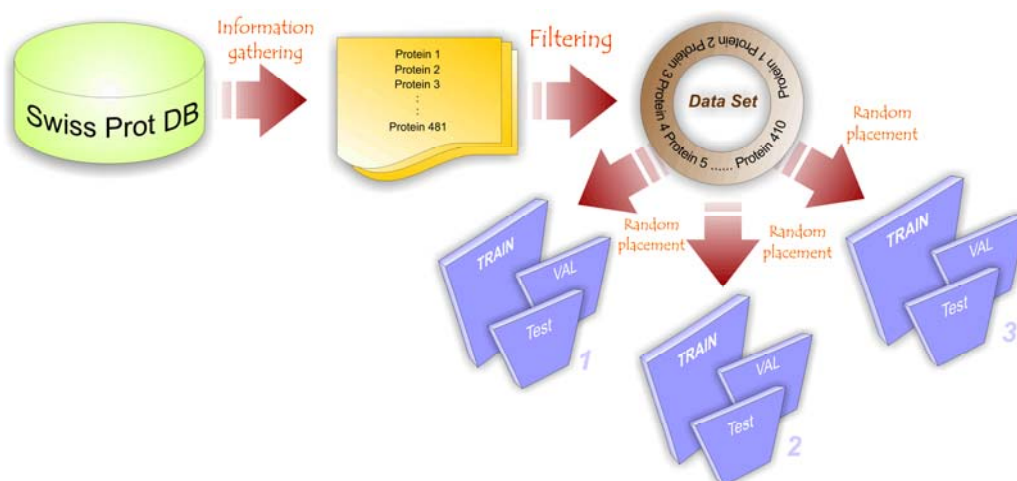 Swiss Prot DB
Information
gathering
Protein 1
Protein 2
Protein 3
Protein 481
Filtering
Data Set
Protein 1 Protein 2 Protein 3 Protein 4 Protein 5 ...... Protein 410
Random
placement
Random
placement
Random
placement
TRAIN
VAL
Test
1
TRAIN
VAL
Test
2
TRAIN
VAL
Test
3